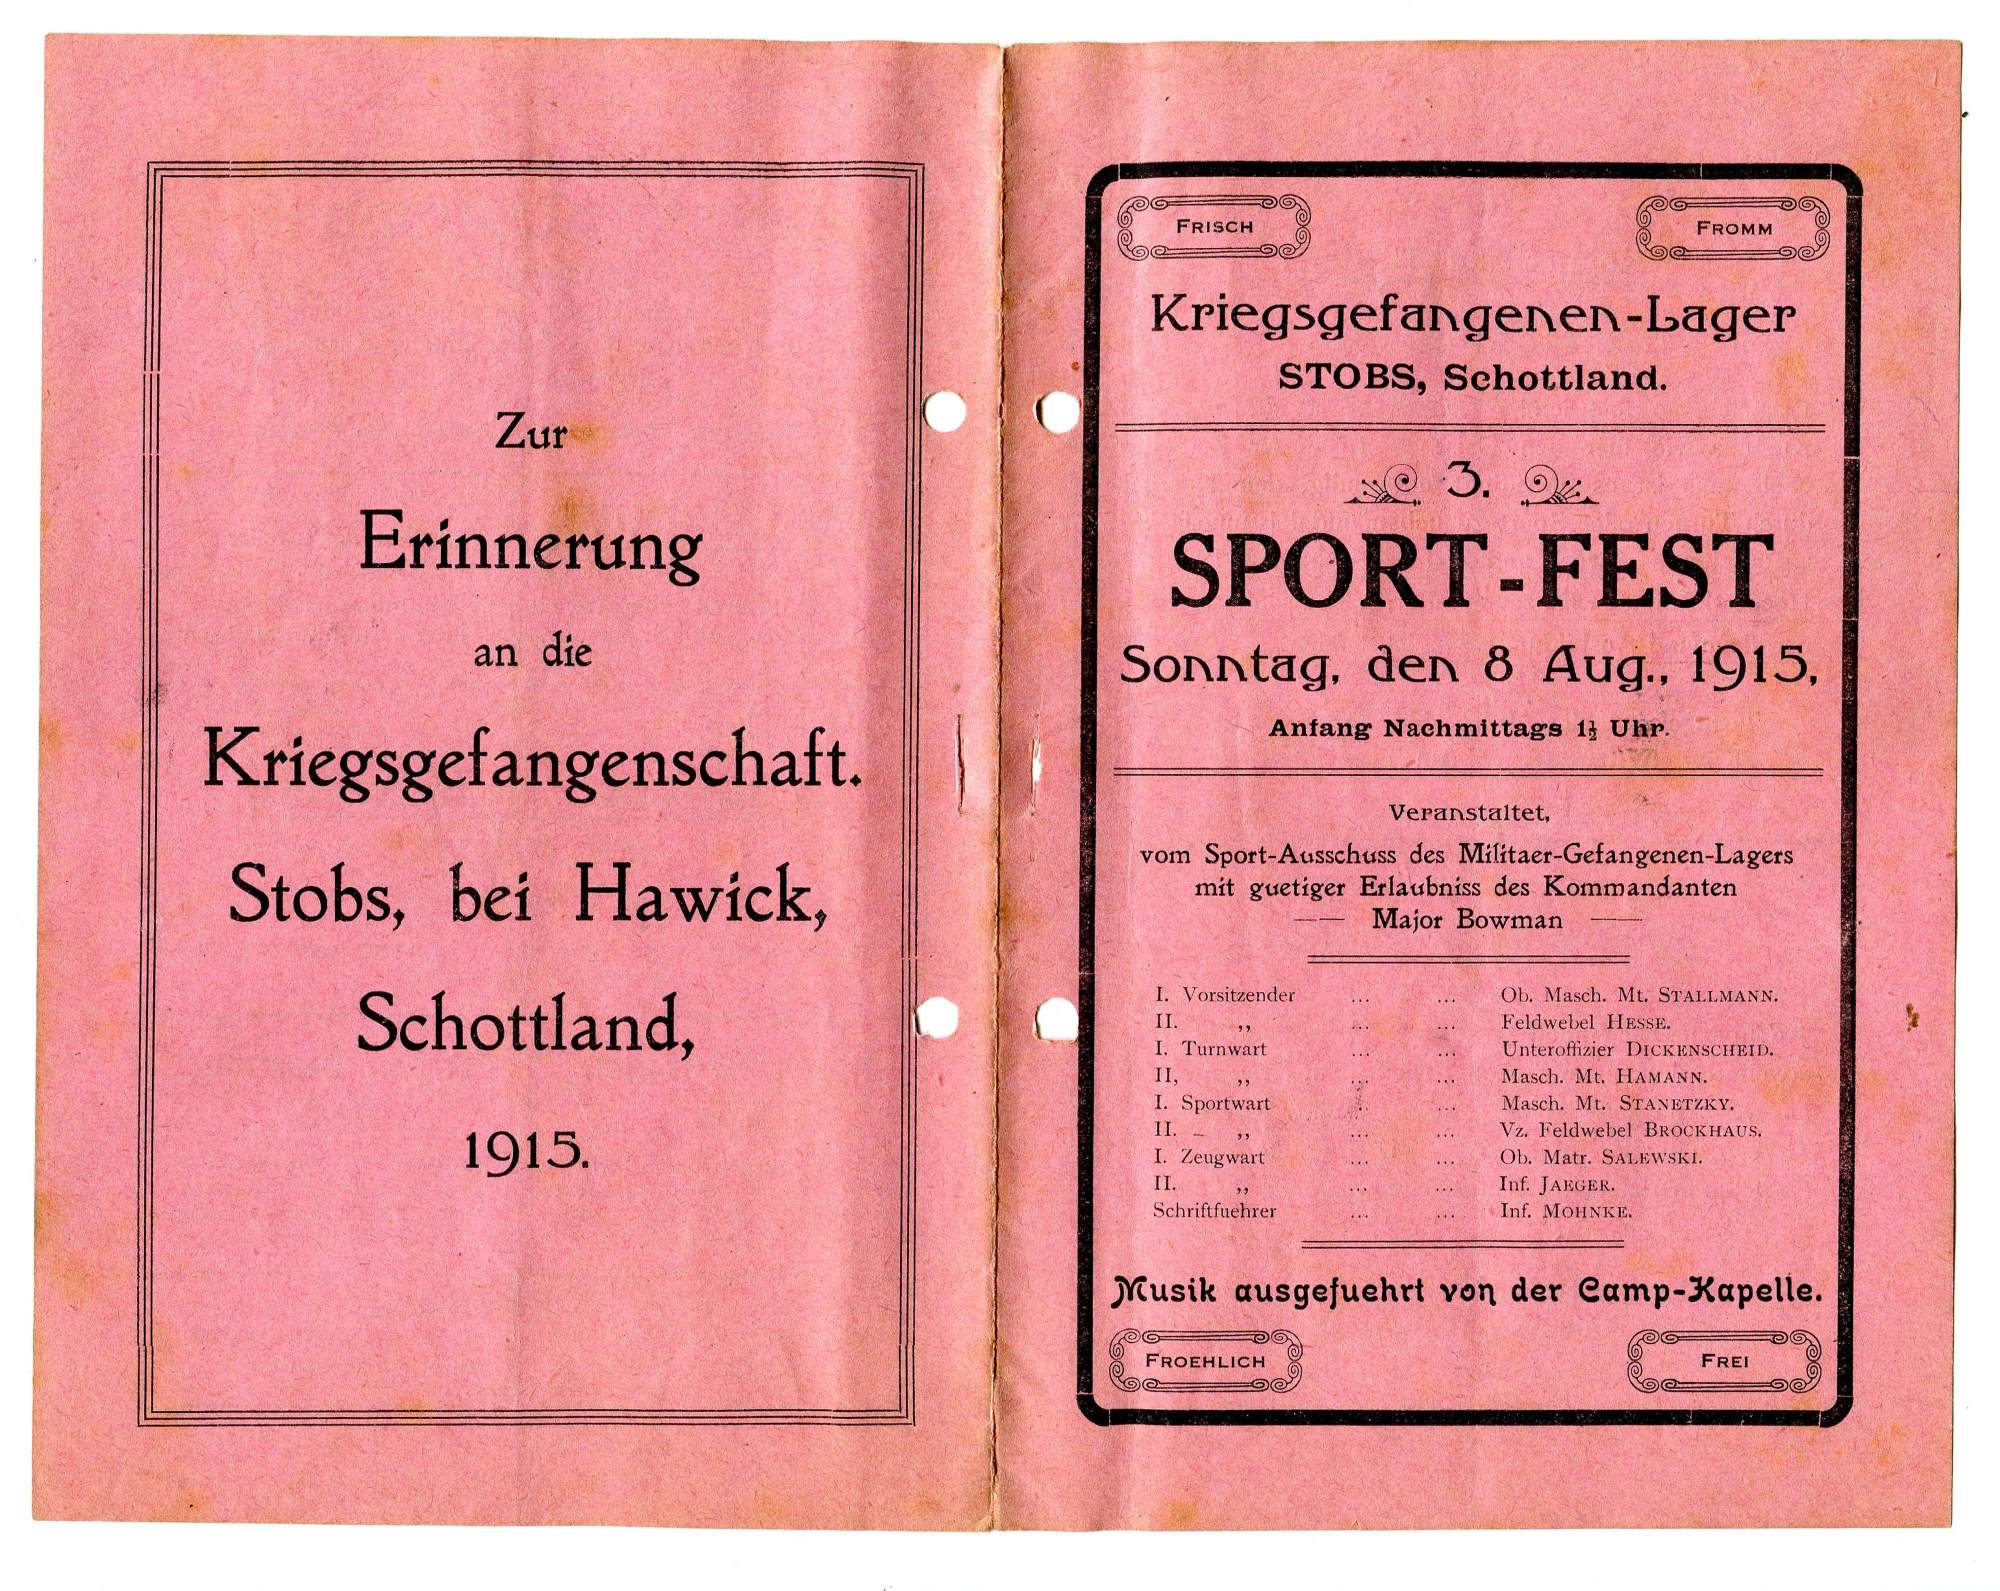 Zur
Erinnerung
an die
Kriegsgefangenschaft.
Stobs, bei Hawick,
Schottland,
1915.
FRISCH
FROMM
Kriegsgefangenen-Lager
STOBS, Schottland.
3.
SPORT-FEST
Sonntag, den 8 Aug., 1915,
Anfang Nachmittags 1½ Uhr.
Veranstaltet,
vom Sport-Ausschuss des Militaer-Gefangenen-Lagers
mit guetiger Erlaubniss des Kommandanten
—— Major Bowman ——
I. Vorsitzender ... ... Ob. Masch. Mt. STALLMANN.
II. ,, ... ... Feldwebel HESSE.
I. Turnwart ... ... Unteroffizier DICKENSCHEID.
II, ,, ... ... Masch. Mt. HAMANN.
I. Sportwart ... ... Masch. Mt. STANETZKY.
II. – ,, ... ... Vz. Feldwebel BROCKHAUS.
I. Zeugwart ... ... Ob. Matr. SALEWSKI.
II. ,, ... ... Inf. JAEGER.
Schriftfuehrer ... ... Inf. MOHNKE.
Musik ausgefuehrt von der Camp-Kapelle.
FROEHLICH
FREI